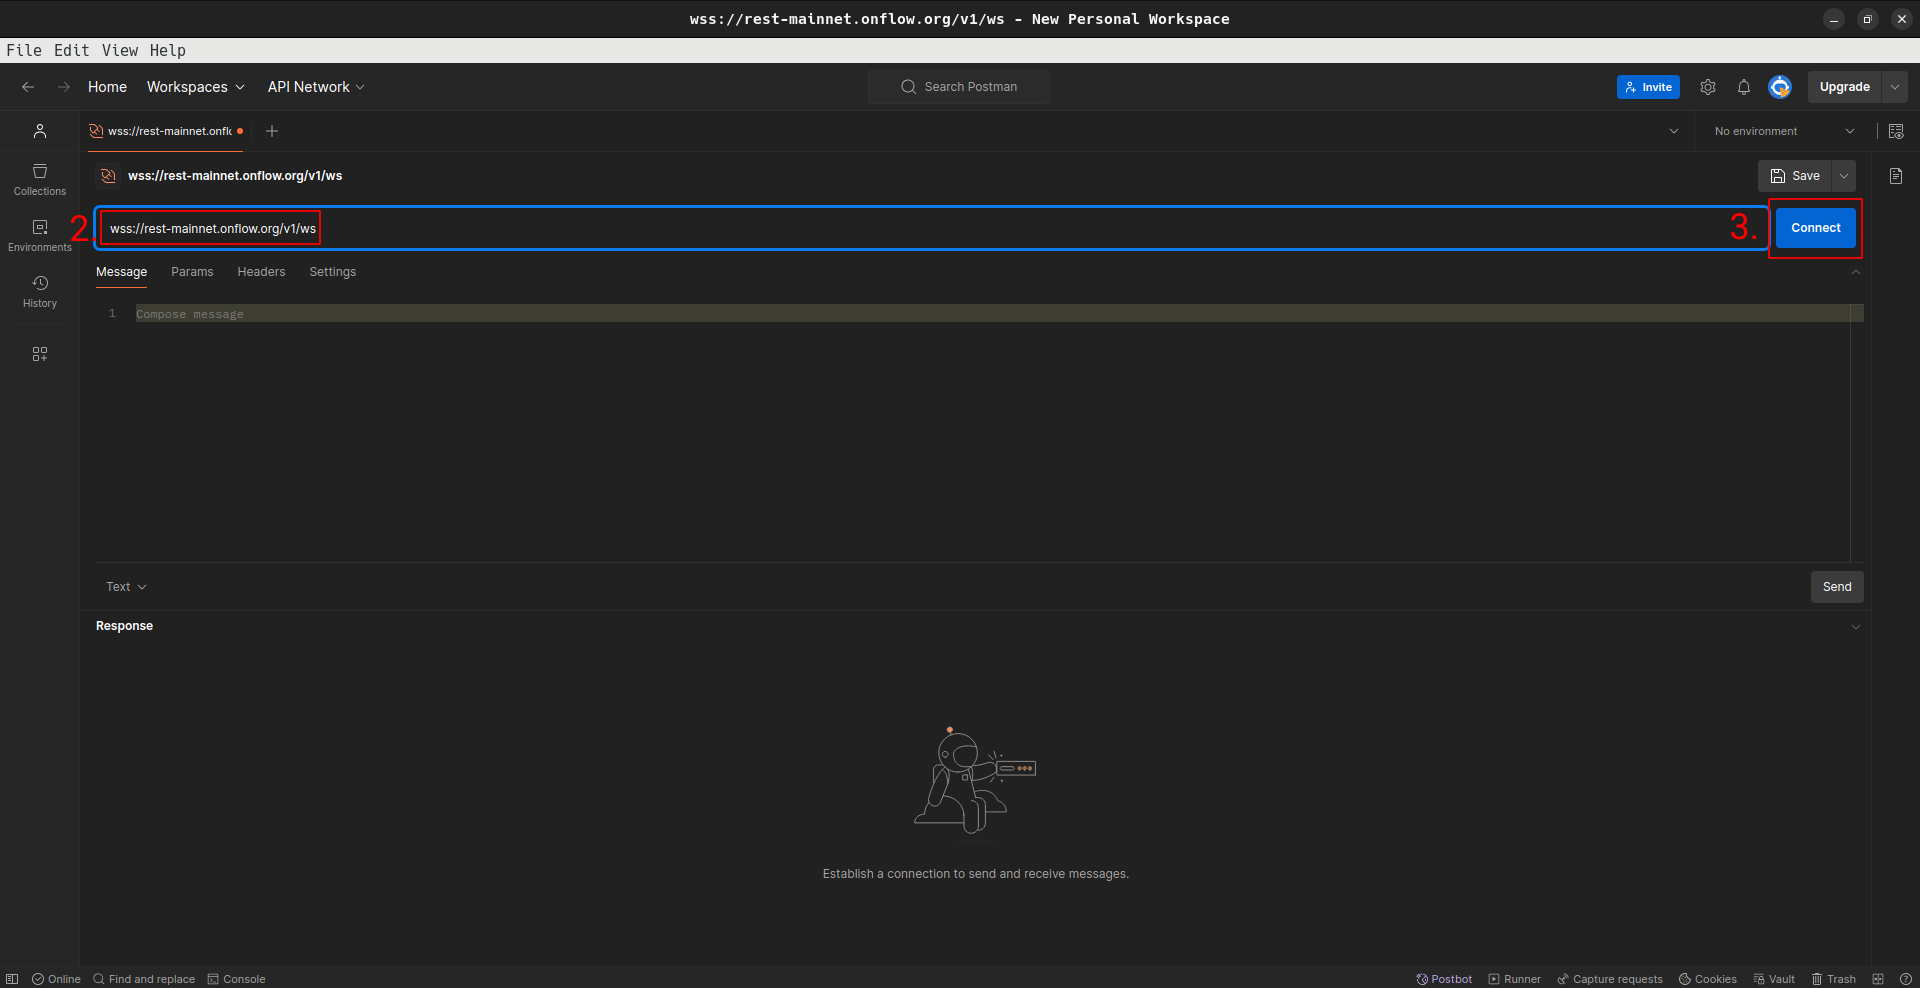 wss://rest-mainnet.onflow.org/v1/ws - New Personal Workspace
File Edit View Help
Home Workspaces API Network Search Postman Invite Upgrade
wss://rest-mainnet.onfl No environment
wss://rest-mainnet.onflow.org/v1/ws Save
Collections
2. wss://rest-mainnet.onflow.org/v1/ws 3. Connect
Environments
Message Params Headers Settings
History
1 Compose message
Text Send
Response
Establish a connection to send and receive messages.
Online Find and replace Console Postbot Runner Capture requests Cookies Vault Trash